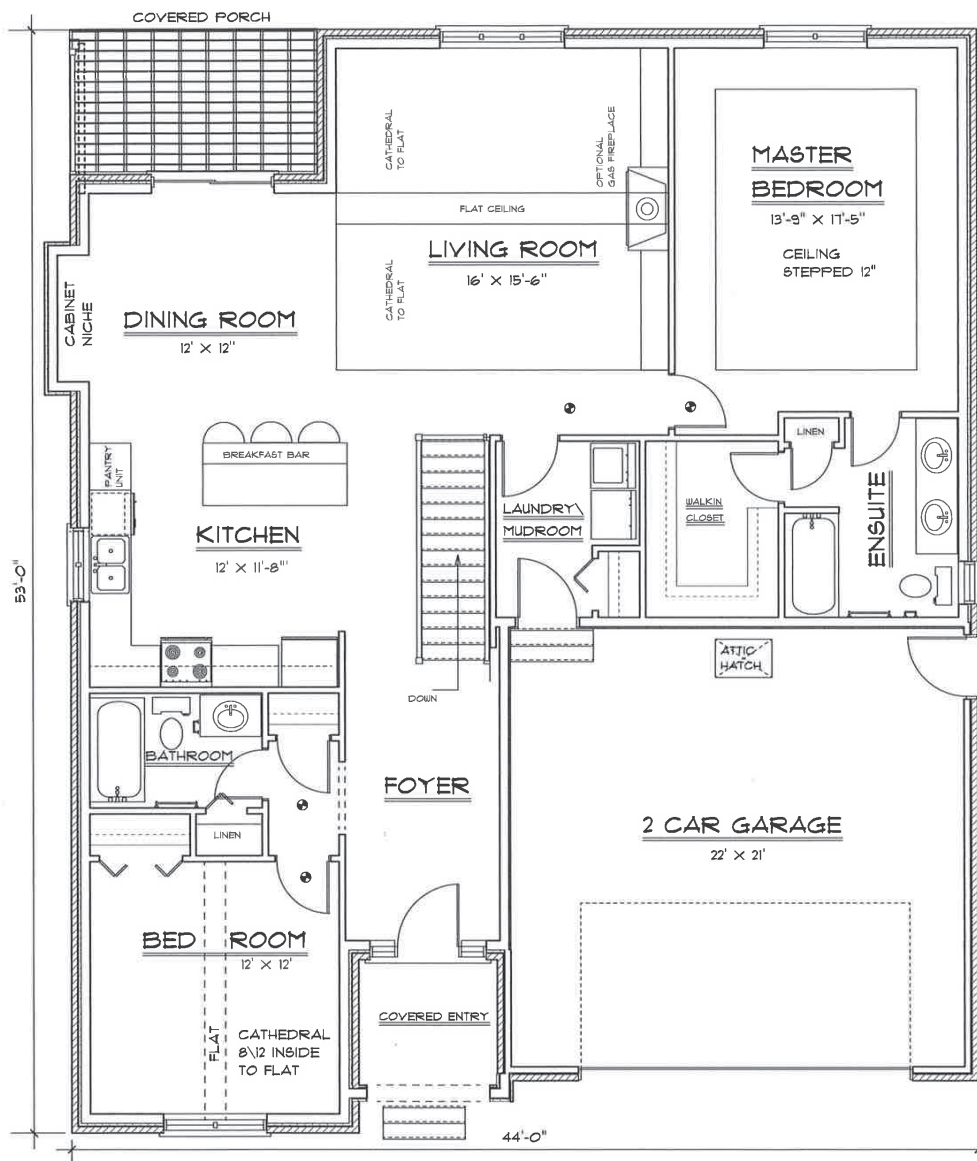 COVERED PORCH
CATHEDRAL
TO FLAT
OPTIONAL
GAS FIREPLACE
MASTER
BEDROOM
13'-9" X 17'-5"
CEILING
STEPPED 12"
FLAT CEILING
LIVING ROOM
16' X 15'-6"
CATHEDRAL
TO FLAT
CABINET
NICHE
DINING ROOM
12' X 12"
LINEN
BREAKFAST BAR
PANTRY
UNIT
WALKIN
CLOSET
LAUNDRY\
MUDROOM
ENSUITE
KITCHEN
12' X 11'-8"'
53'-0"
ATTIC
HATCH
DOWN
BATHROOM
FOYER
LINEN
2 CAR GARAGE
22' X 21'
BED ROOM
12' X 12'
COVERED ENTRY
FLAT
CATHEDRAL
8\12 INSIDE
TO FLAT
44'-0"